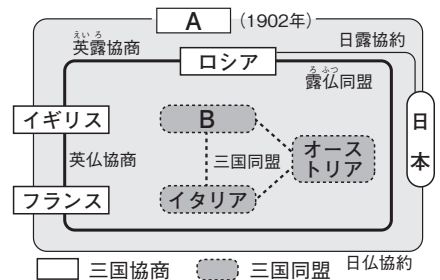 A (1902年)
えいろ
英露協商
日露協約
ロシア
ろふつ
露仏同盟
イギリス
B
日本
英仏協商
三国同盟
オーストリア
フランス
イタリア
三国協商
三国同盟
日仏協約